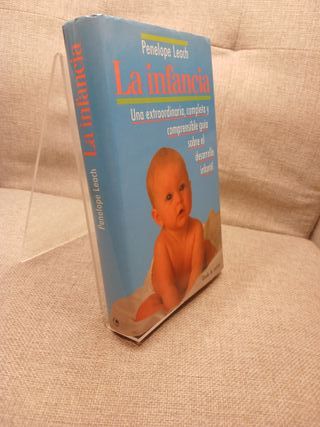 Penelope Leach
La infancia
Una extraordinaria, completa y
comprensible guía
sobre el
desarrollo
infantil
La infancia
Penelope Leach